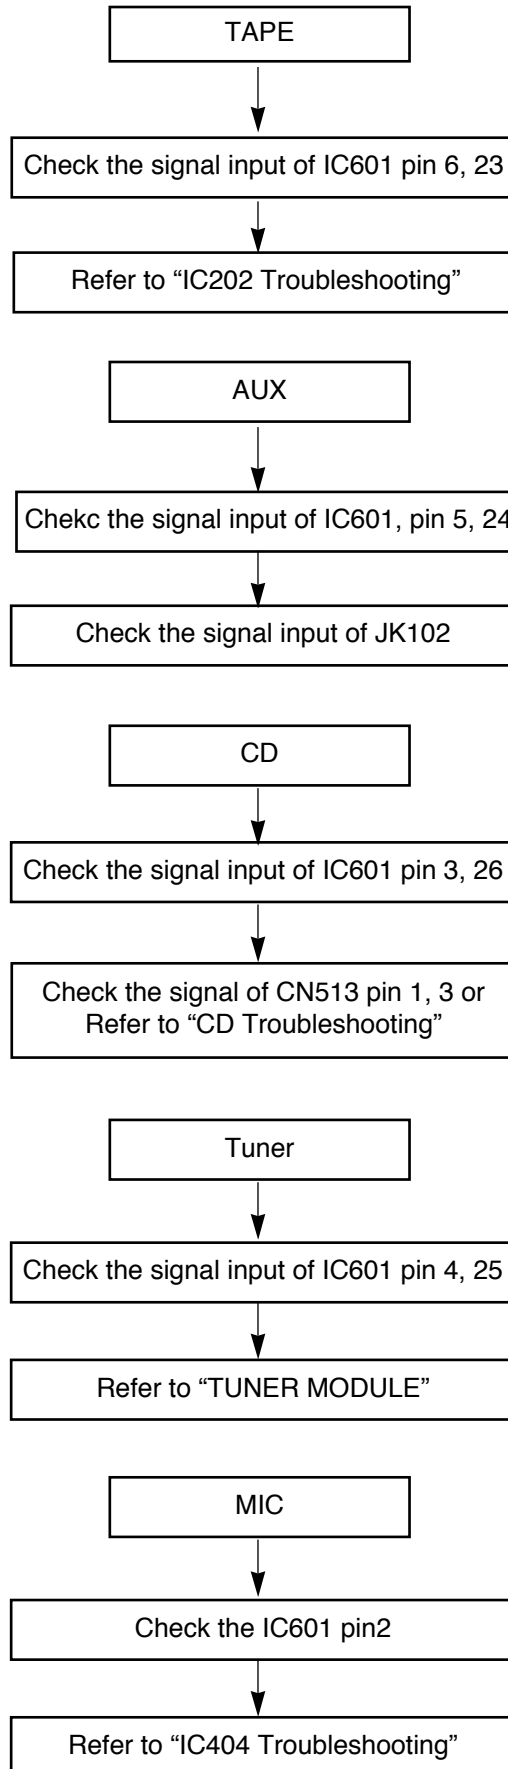 TAPE
Check the signal input of IC601 pin 6, 23
Refer to “IC202 Troubleshooting”
AUX
Chekc the signal input of IC601, pin 5, 24
Check the signal input of JK102
CD
Check the signal input of IC601 pin 3, 26
Check the signal of CN513 pin 1, 3 or
Refer to “CD Troubleshooting”
Tuner
Check the signal input of IC601 pin 4, 25
Refer to “TUNER MODULE”
MIC
Check the IC601 pin2
Refer to “IC404 Troubleshooting”